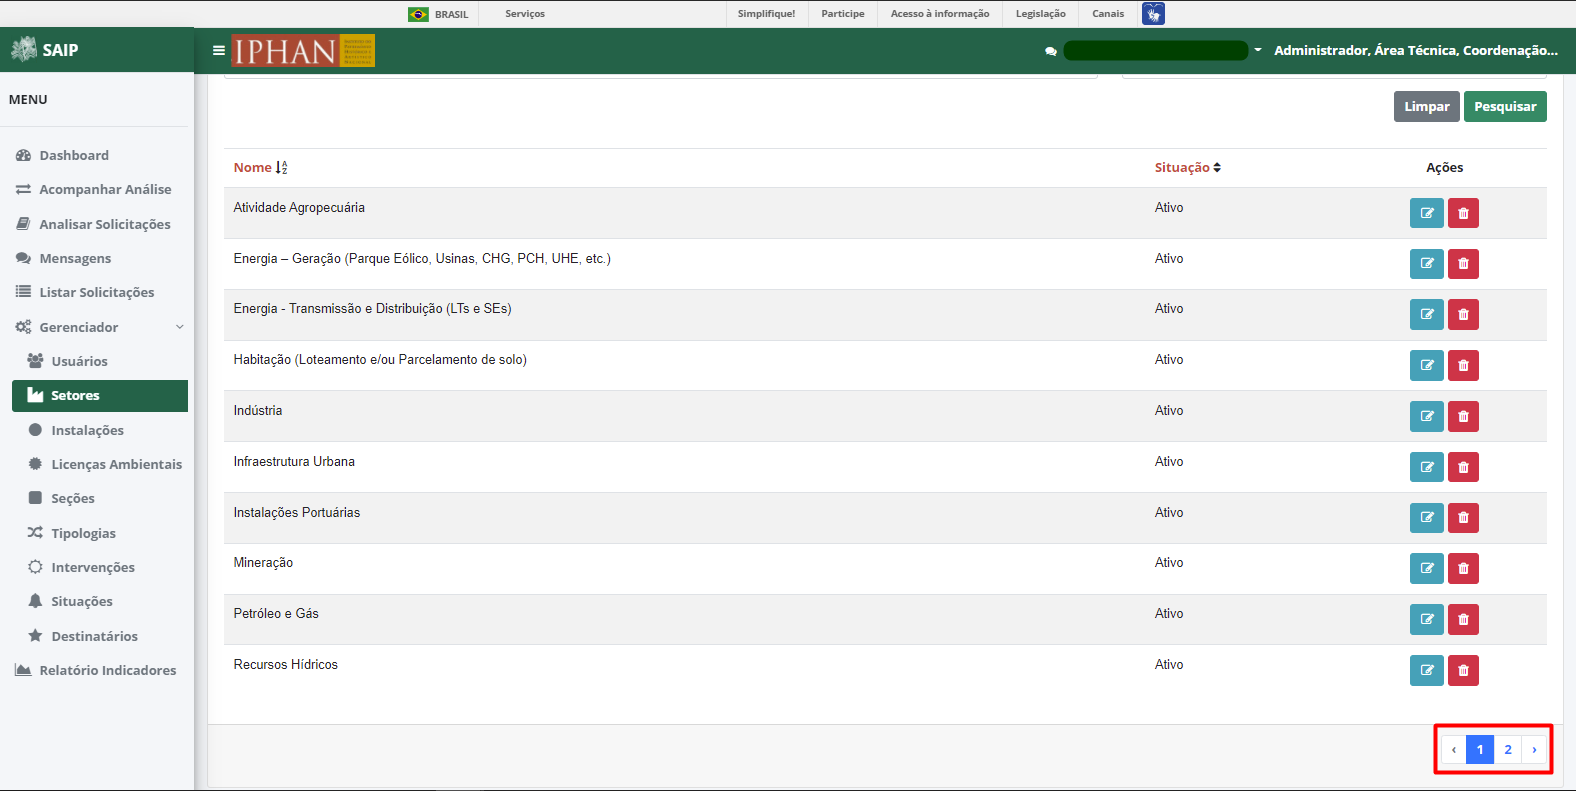 BRASIL Serviços Simplifique! Participe Acesso à informação Legislação Canais
SAIP IPHAN Administrador, Área Técnica, Coordenação...
MENU
Dashboard
Acompanhar Análise
Analisar Solicitações
Mensagens
Listar Solicitações
Gerenciador
Usuários
Setores
Instalações
Licenças Ambientais
Seções
Tipologias
Intervenções
Situações
Destinatários
Relatório Indicadores
Limpar Pesquisar
Nome Situação Ações
Atividade Agropecuária Ativo
Energia – Geração (Parque Eólico, Usinas, CHG, PCH, UHE, etc.) Ativo
Energia - Transmissão e Distribuição (LTs e SEs) Ativo
Habitação (Loteamento e/ou Parcelamento de solo) Ativo
Indústria Ativo
Infraestrutura Urbana Ativo
Instalações Portuárias Ativo
Mineração Ativo
Petróleo e Gás Ativo
Recursos Hídricos Ativo
‹ 1 2 ›